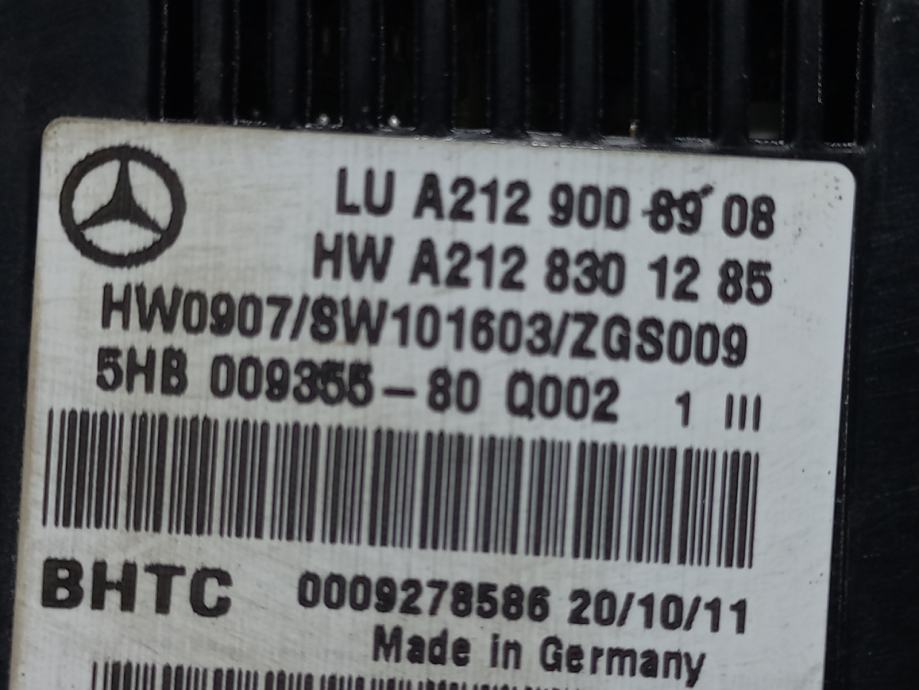 LU A212 900 89 08
HW A212 830 12 85
HW0907/SW101603/ZGS009
5HB 009355-80 Q002 1 III
BHTC 0009278586 20/10/11
Made in Germany